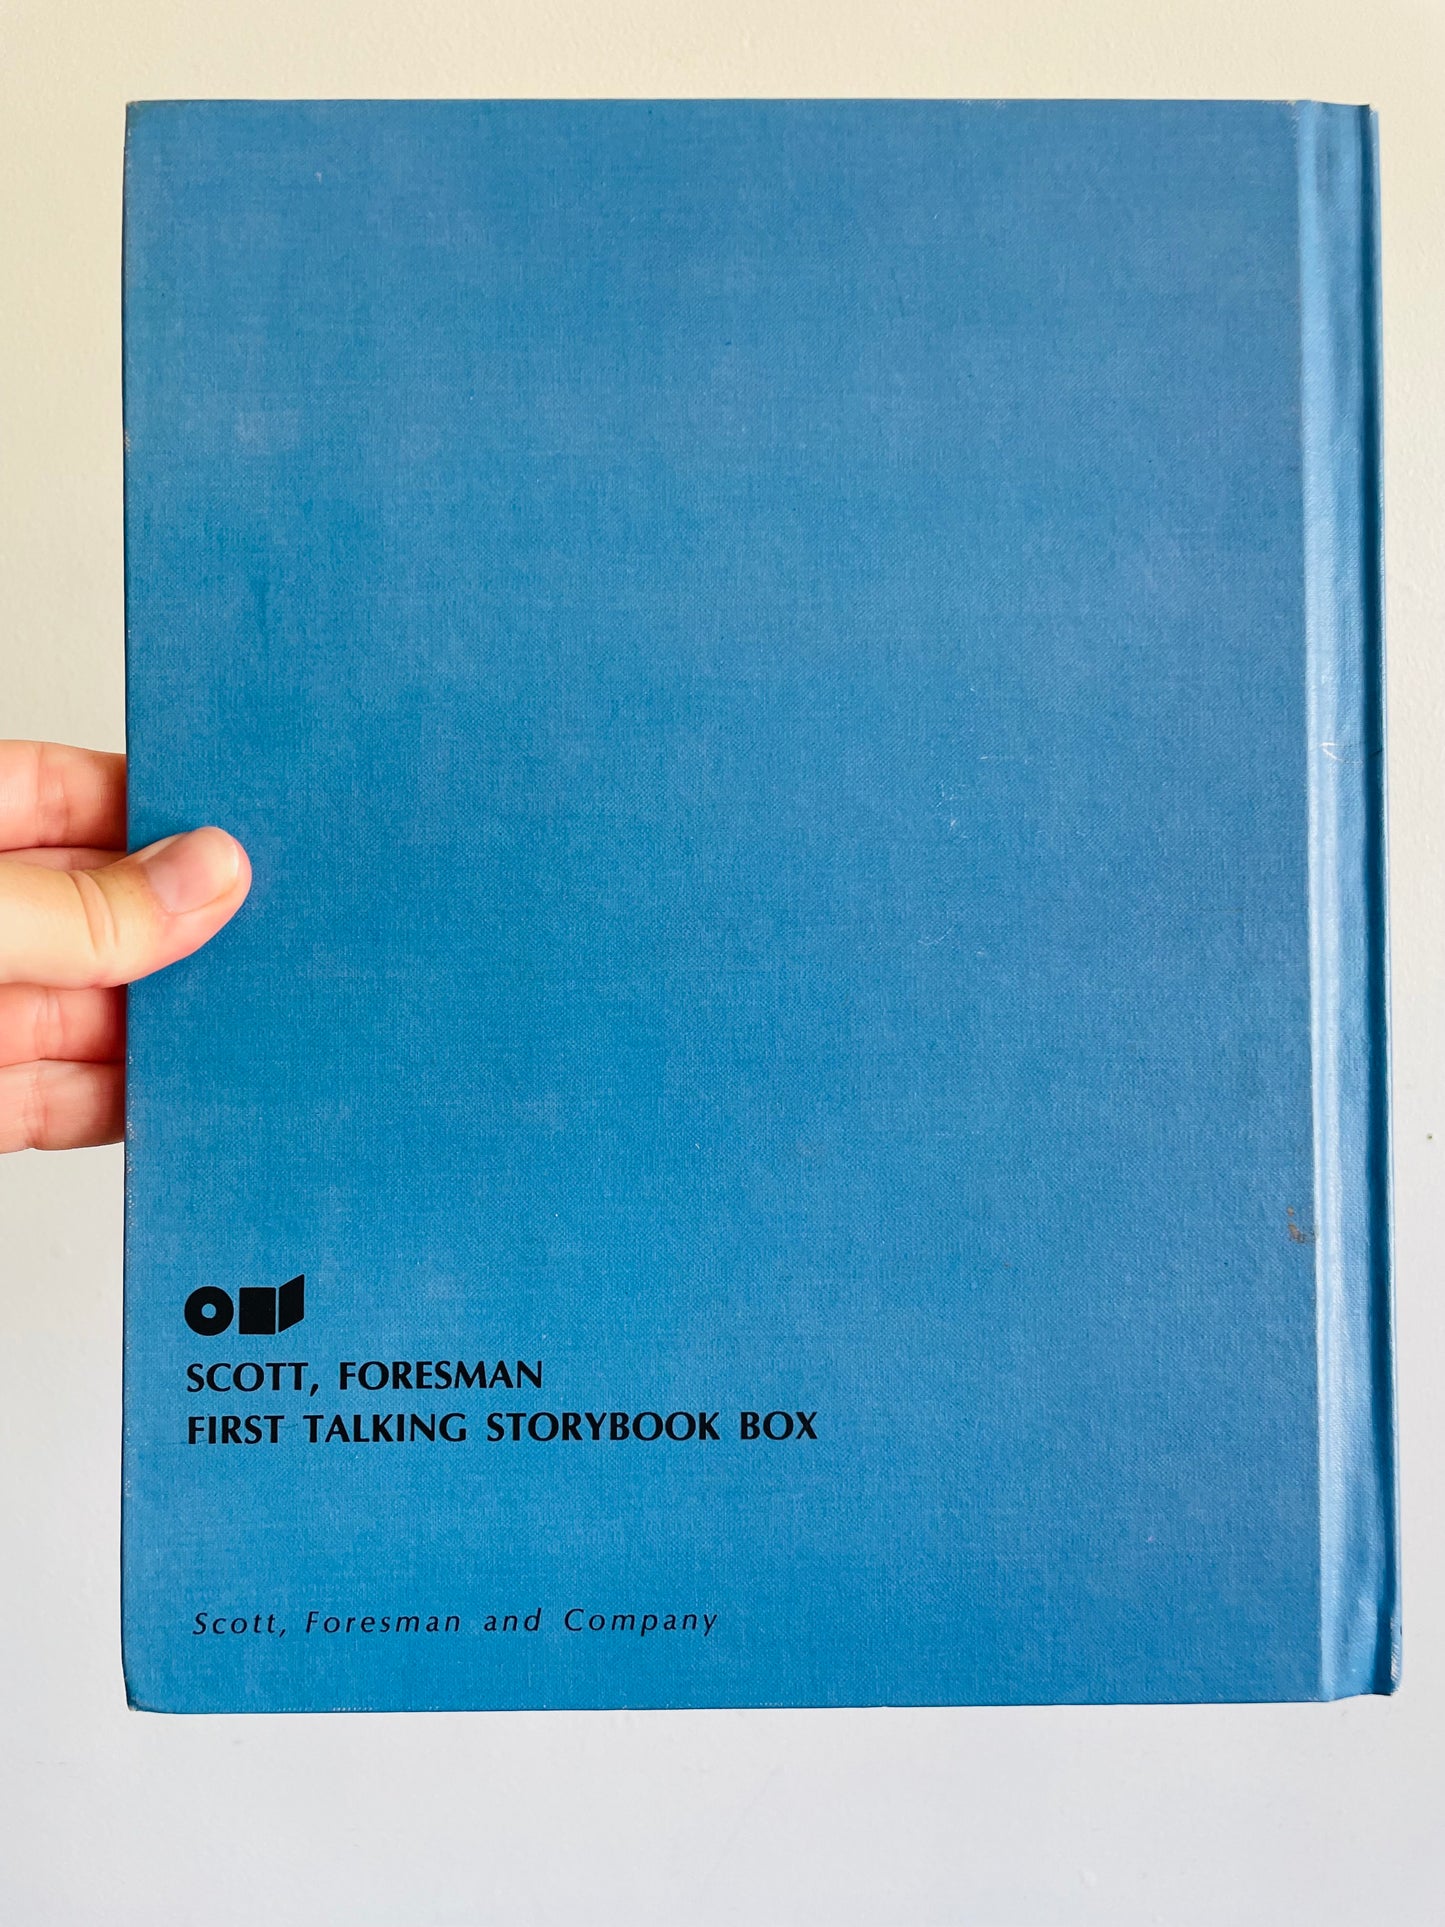 SCOTT, FORESMAN
FIRST TALKING STORYBOOK BOX
Scott, Foresman and Company